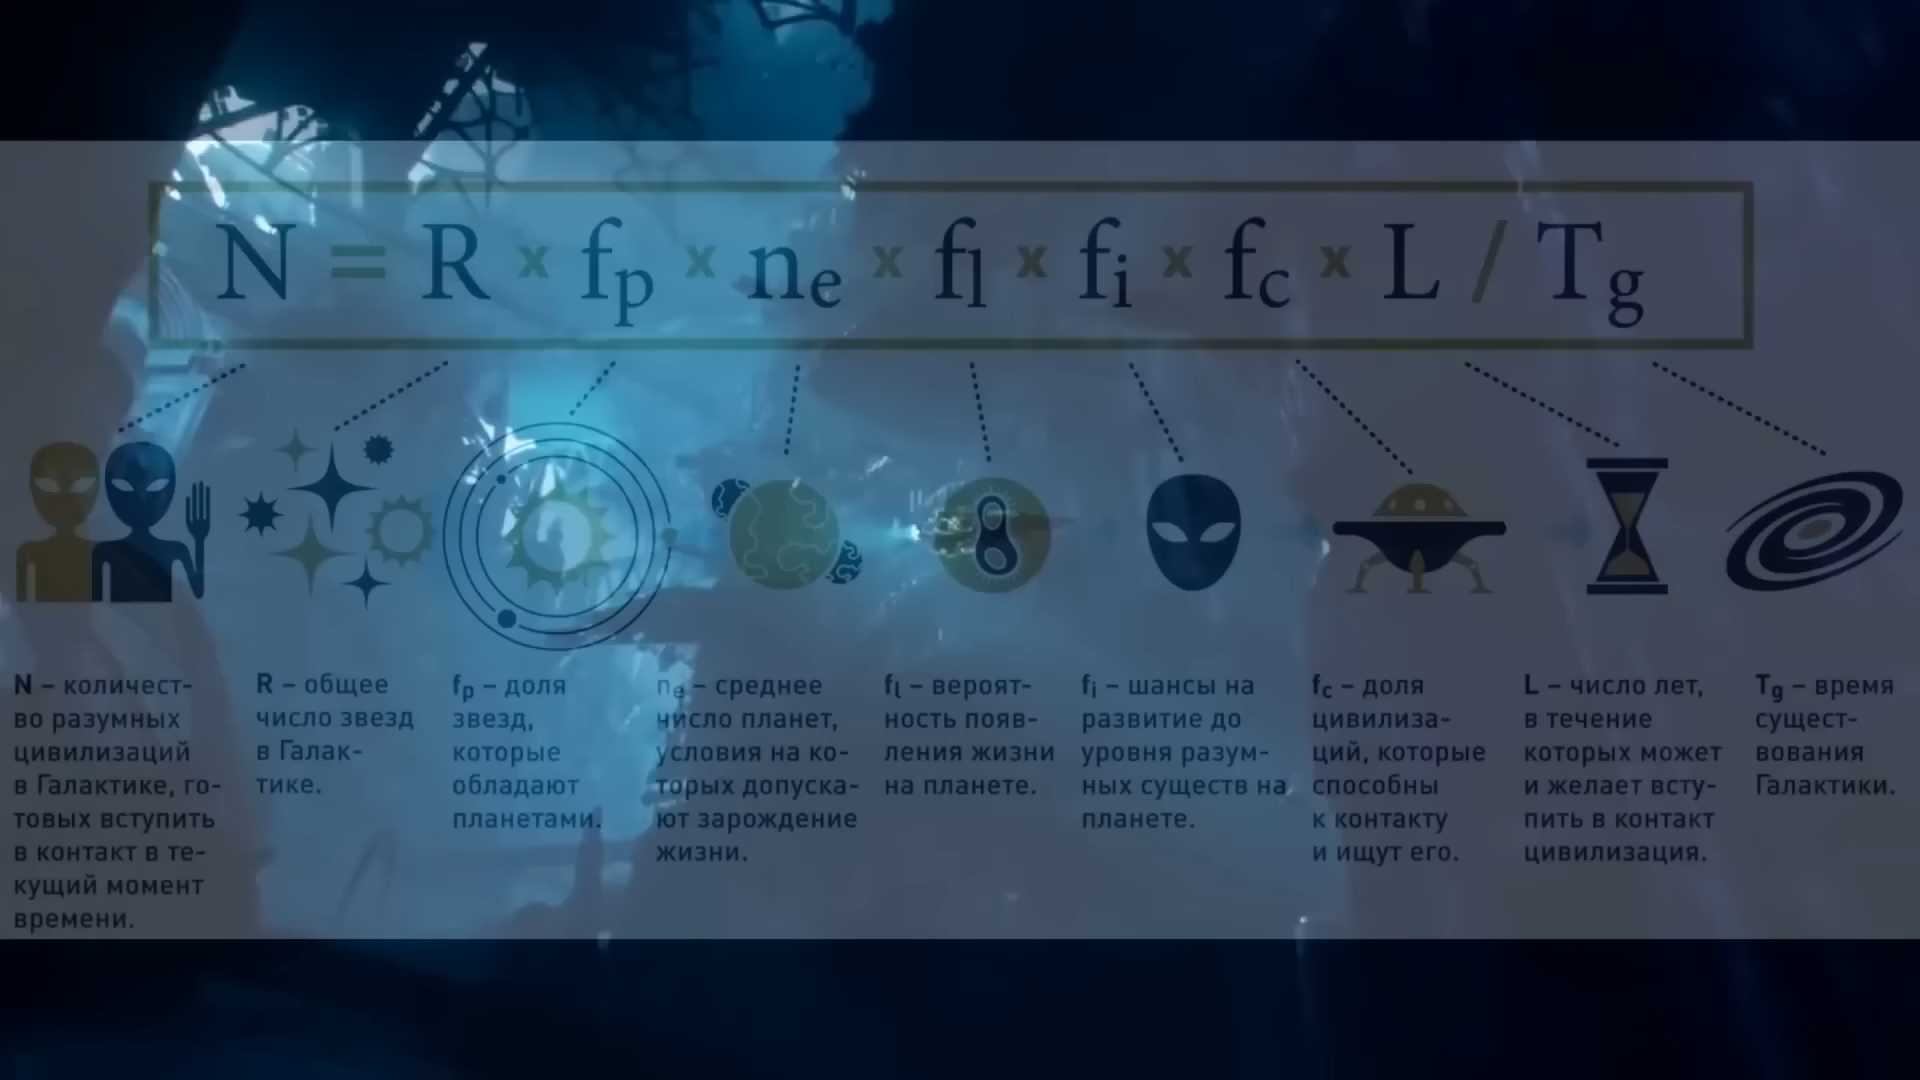 N = R x fp x ne x fl x fi x fc x L / Tg
N – количест-
во разумных
цивилизаций
в Галактике, го-
товых вступить
в контакт в те-
кущий момент
времени.
R – общее
число звезд
в Галак-
тике.
fp – доля
звезд,
которые
обладают
планетами.
ne – среднее
число планет,
условия на ко-
торых допуска-
ют зарождение
жизни.
fl – вероят-
ность появ-
ления жизни
на планете.
fi – шансы на
развитие до
уровня разум-
ных существ на
планете.
fc – доля
цивилиза-
ций, которые
способны
к контакту
и ищут его.
L – число лет,
в течение
которых может
и желает всту-
пить в контакт
цивилизация.
Tg – время
сущест-
вования
Галактики.